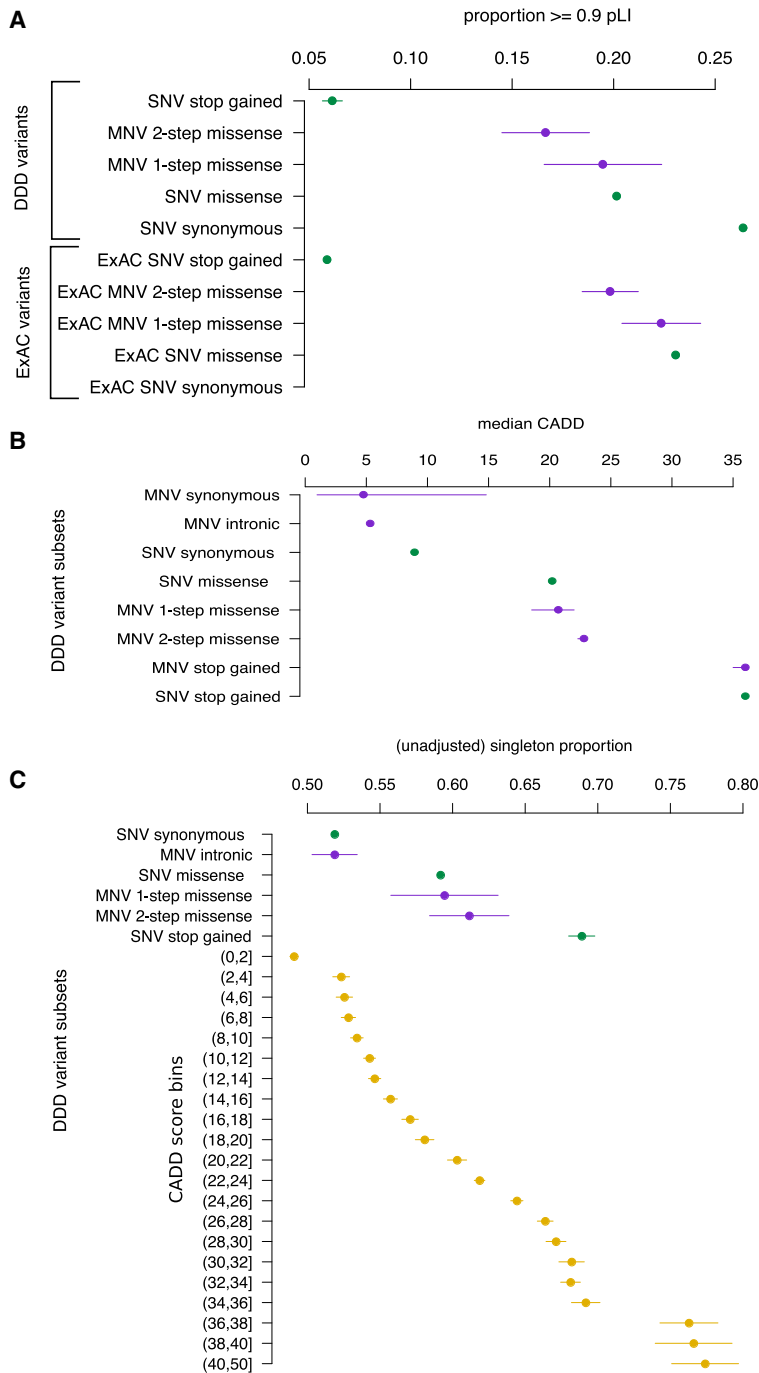 A
proportion >= 0.9 pLI
0.05 0.10 0.15 0.20 0.25
DDD variants
SNV stop gained
MNV 2-step missense
MNV 1-step missense
SNV missense
SNV synonymous
ExAC variants
ExAC SNV stop gained
ExAC MNV 2-step missense
ExAC MNV 1-step missense
ExAC SNV missense
ExAC SNV synonymous
B
median CADD
0 5 10 15 20 25 30 35
DDD variant subsets
MNV synonymous
MNV intronic
SNV synonymous
SNV missense
MNV 1-step missense
MNV 2-step missense
MNV stop gained
SNV stop gained
C
(unadjusted) singleton proportion
0.50 0.55 0.60 0.65 0.70 0.75 0.80
DDD variant subsets
SNV synonymous
MNV intronic
SNV missense
MNV 1-step missense
MNV 2-step missense
SNV stop gained
CADD score bins
(0,2]
(2,4]
(4,6]
(6,8]
(8,10]
(10,12]
(12,14]
(14,16]
(16,18]
(18,20]
(20,22]
(22,24]
(24,26]
(26,28]
(28,30]
(30,32]
(32,34]
(34,36]
(36,38]
(38,40]
(40,50]